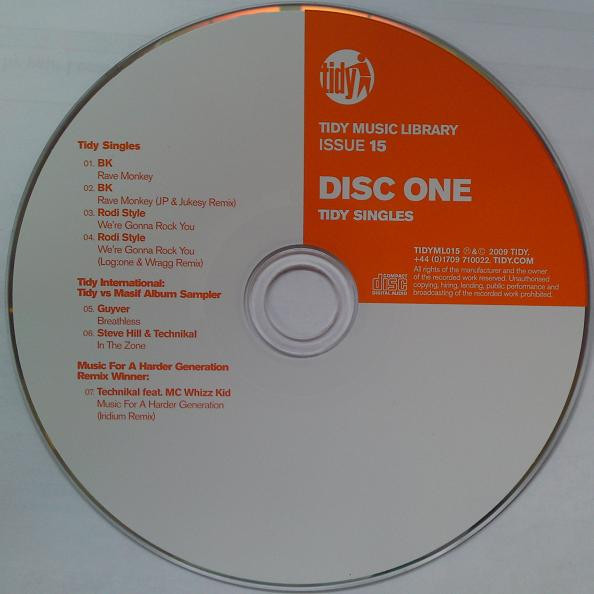 tidy
TIDY MUSIC LIBRARY
ISSUE 15
DISC ONE
TIDY SINGLES
TIDYML015 ℗ & © 2009 TIDY.
+44 (0)1709 710022. TIDY.COM
All rights of the manufacturer and the owner
of the recorded work reserved. Unauthorised
copying, hiring, lending, public performance and
broadcasting of the recorded work prohibited.
COMPACT
disc
DIGITAL AUDIO
Tidy Singles
01. BK
Rave Monkey
02. BK
Rave Monkey (JP & Jukesy Remix)
03. Rodi Style
We're Gonna Rock You
04. Rodi Style
We're Gonna Rock You
(Log:one & Wragg Remix)
Tidy International:
Tidy vs Masif Album Sampler
05. Guyver
Breathless
06. Steve Hill & Technikal
In The Zone
Music For A Harder Generation
Remix Winner:
07. Technikal feat. MC Whizz Kid
Music For A Harder Generation
(Iridium Remix)